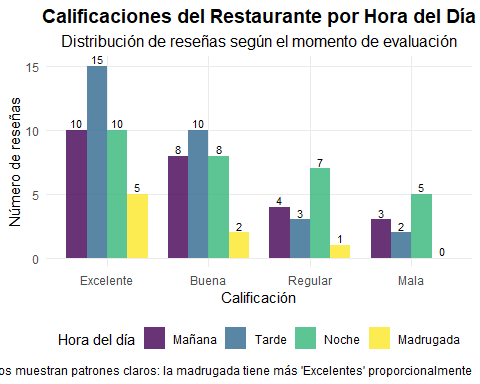 Calificaciones del Restaurante por Hora del Día
Distribución de reseñas según el momento de evaluación
Número de reseñas
15
10
5
0
10 15 10 5
8 10 8 2
4 3 7 1
3 2 5 0
Excelente Buena Regular Mala
Calificación
Hora del día Mañana Tarde Noche Madrugada
muestran patrones claros: la madrugada tiene más 'Excelentes' proporcionalmente